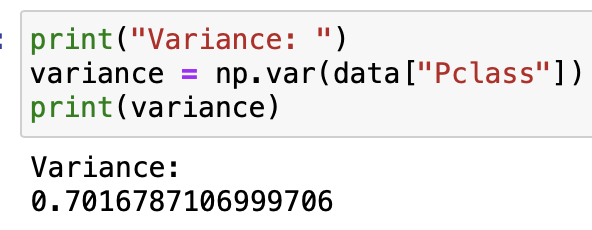 :
print("Variance: ")
variance = np.var(data["Pclass"])
print(variance)
Variance:
0.7016787106999706